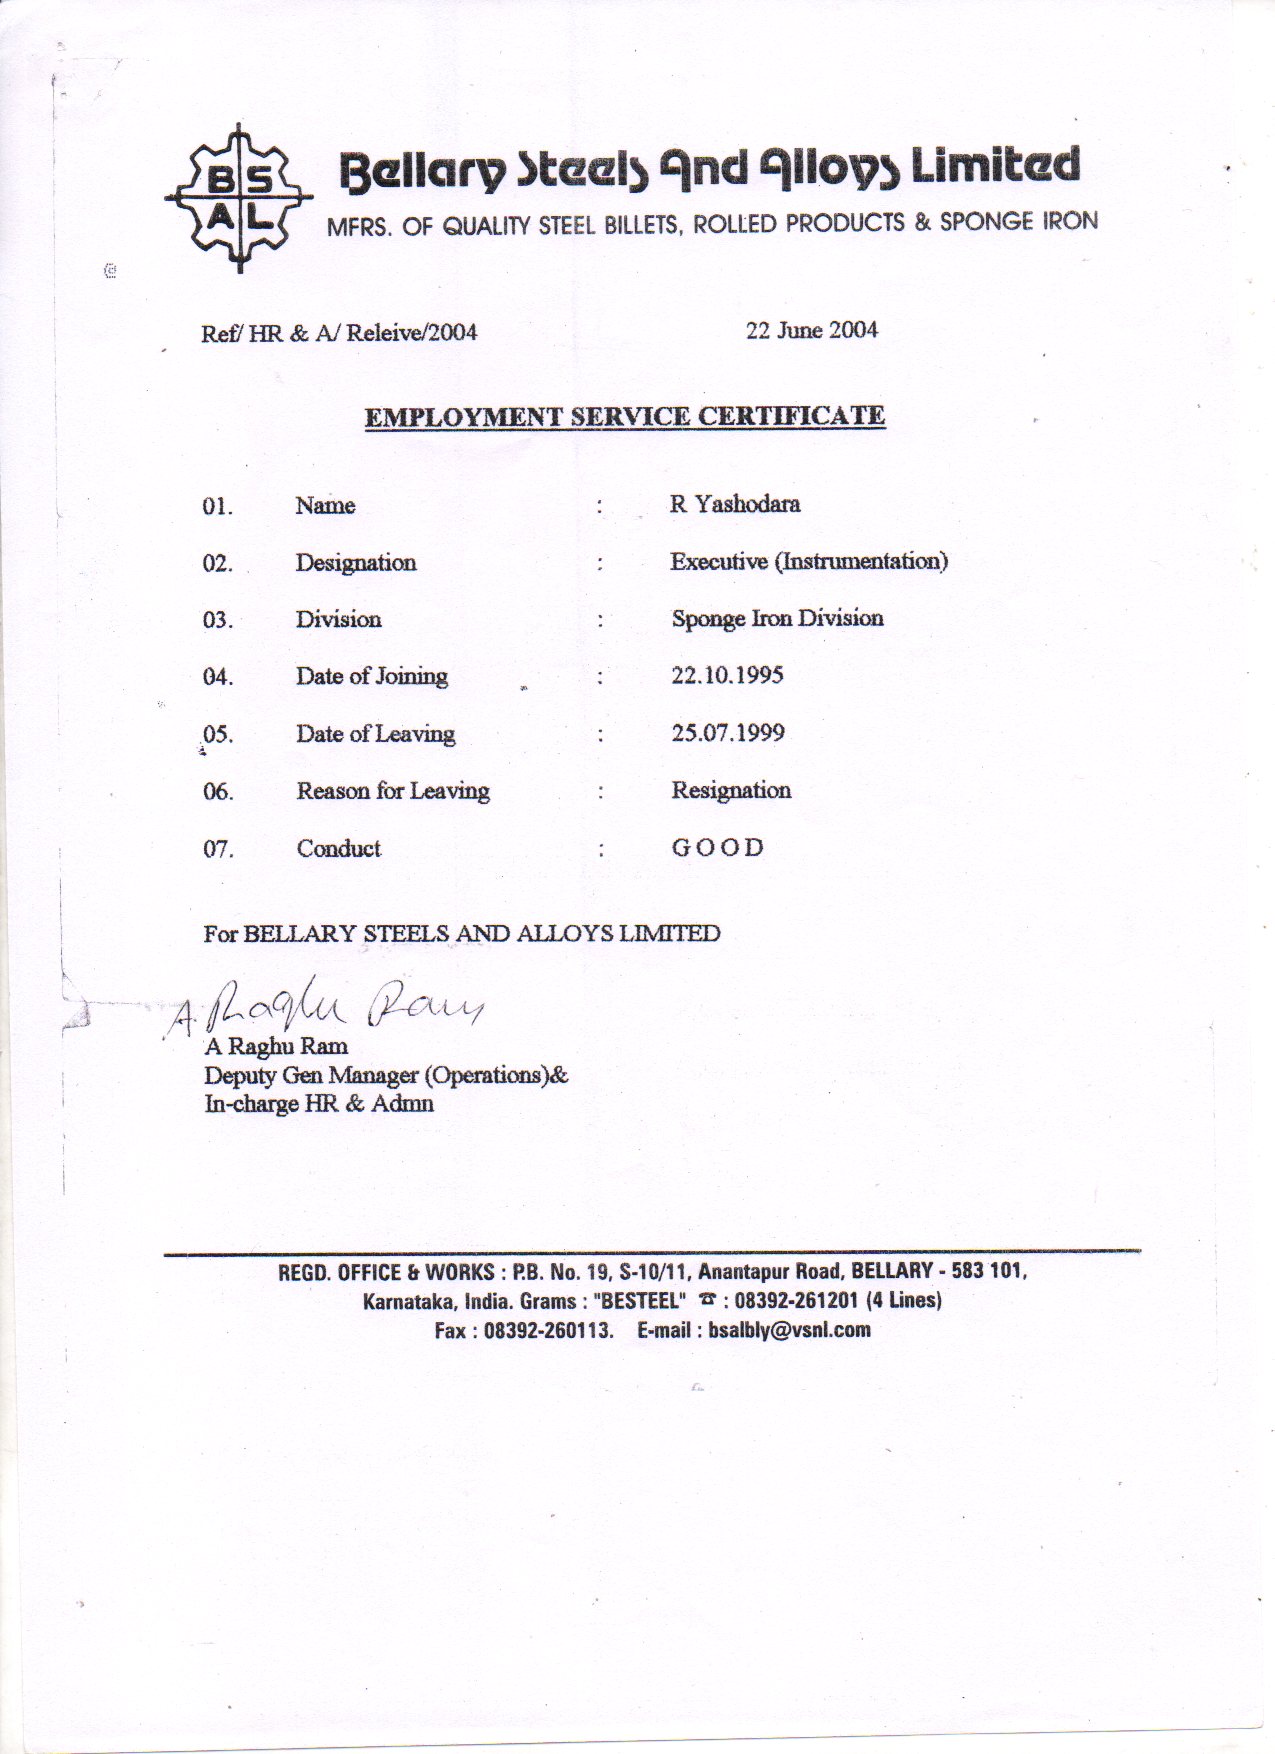 B S
A L
Bellary Steels And Alloys Limited
MFRS. OF QUALITY STEEL BILLETS, ROLLED PRODUCTS & SPONGE IRON
Ref/ HR & A/ Releive/2004 22 June 2004
EMPLOYMENT SERVICE CERTIFICATE
01. Name : R Yashodara
02. Designation : Executive (Instrumentation)
03. Division : Sponge Iron Division
04. Date of Joining : 22.10.1995
05. Date of Leaving : 25.07.1999
06. Reason for Leaving : Resignation
07. Conduct : G O O D
For BELLARY STEELS AND ALLOYS LIMITED
A. Raghu Ram
A Raghu Ram
Deputy Gen Manager (Operations)&
In-charge HR & Admn
REGD. OFFICE & WORKS : P.B. No. 19, S-10/11, Anantapur Road, BELLARY - 583 101,
Karnataka, India. Grams : "BESTEEL" ☎ : 08392-261201 (4 Lines)
Fax : 08392-260113. E-mail : bsalbly@vsnl.com